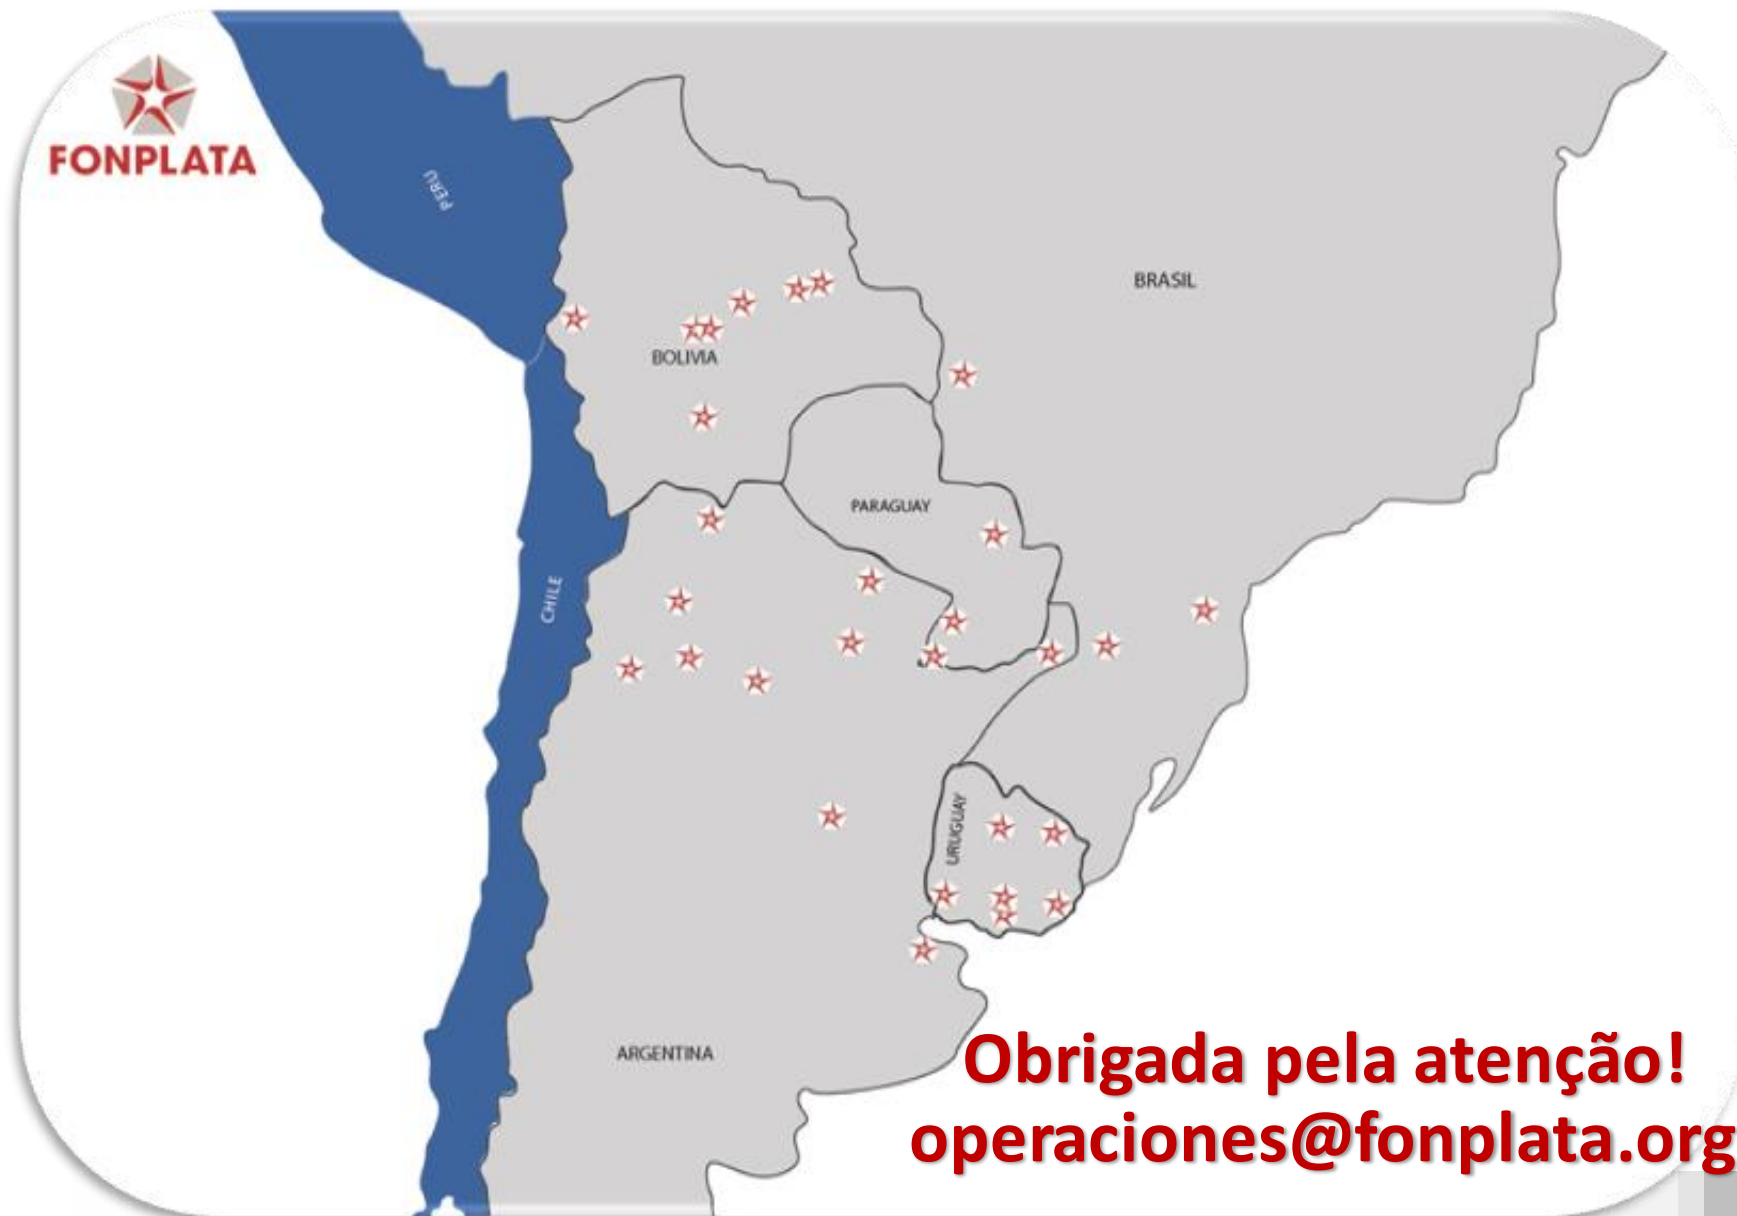 FONPLATA
PERU
BRASIL
BOLIVIA
PARAGUAY
CHILE
URUGUAY
ARGENTINA
Obrigada pela atenção!
operaciones@fonplata.org